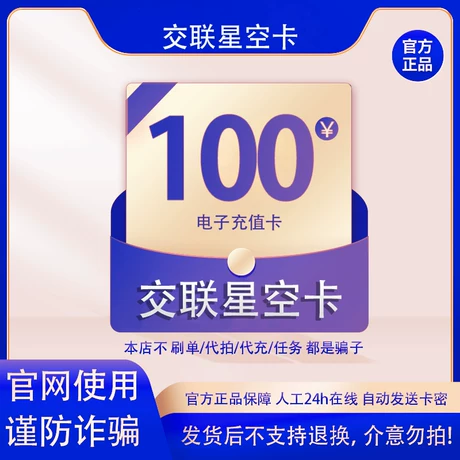 交联星空卡
官方
正品
100
¥
电子充值卡
交联星空卡
本店不 刷单/代拍/代充/任务 都是骗子
官网使用
谨防诈骗
官方正品保障 人工24h在线 自动发送卡密
发货后不支持退换, 介意勿拍!